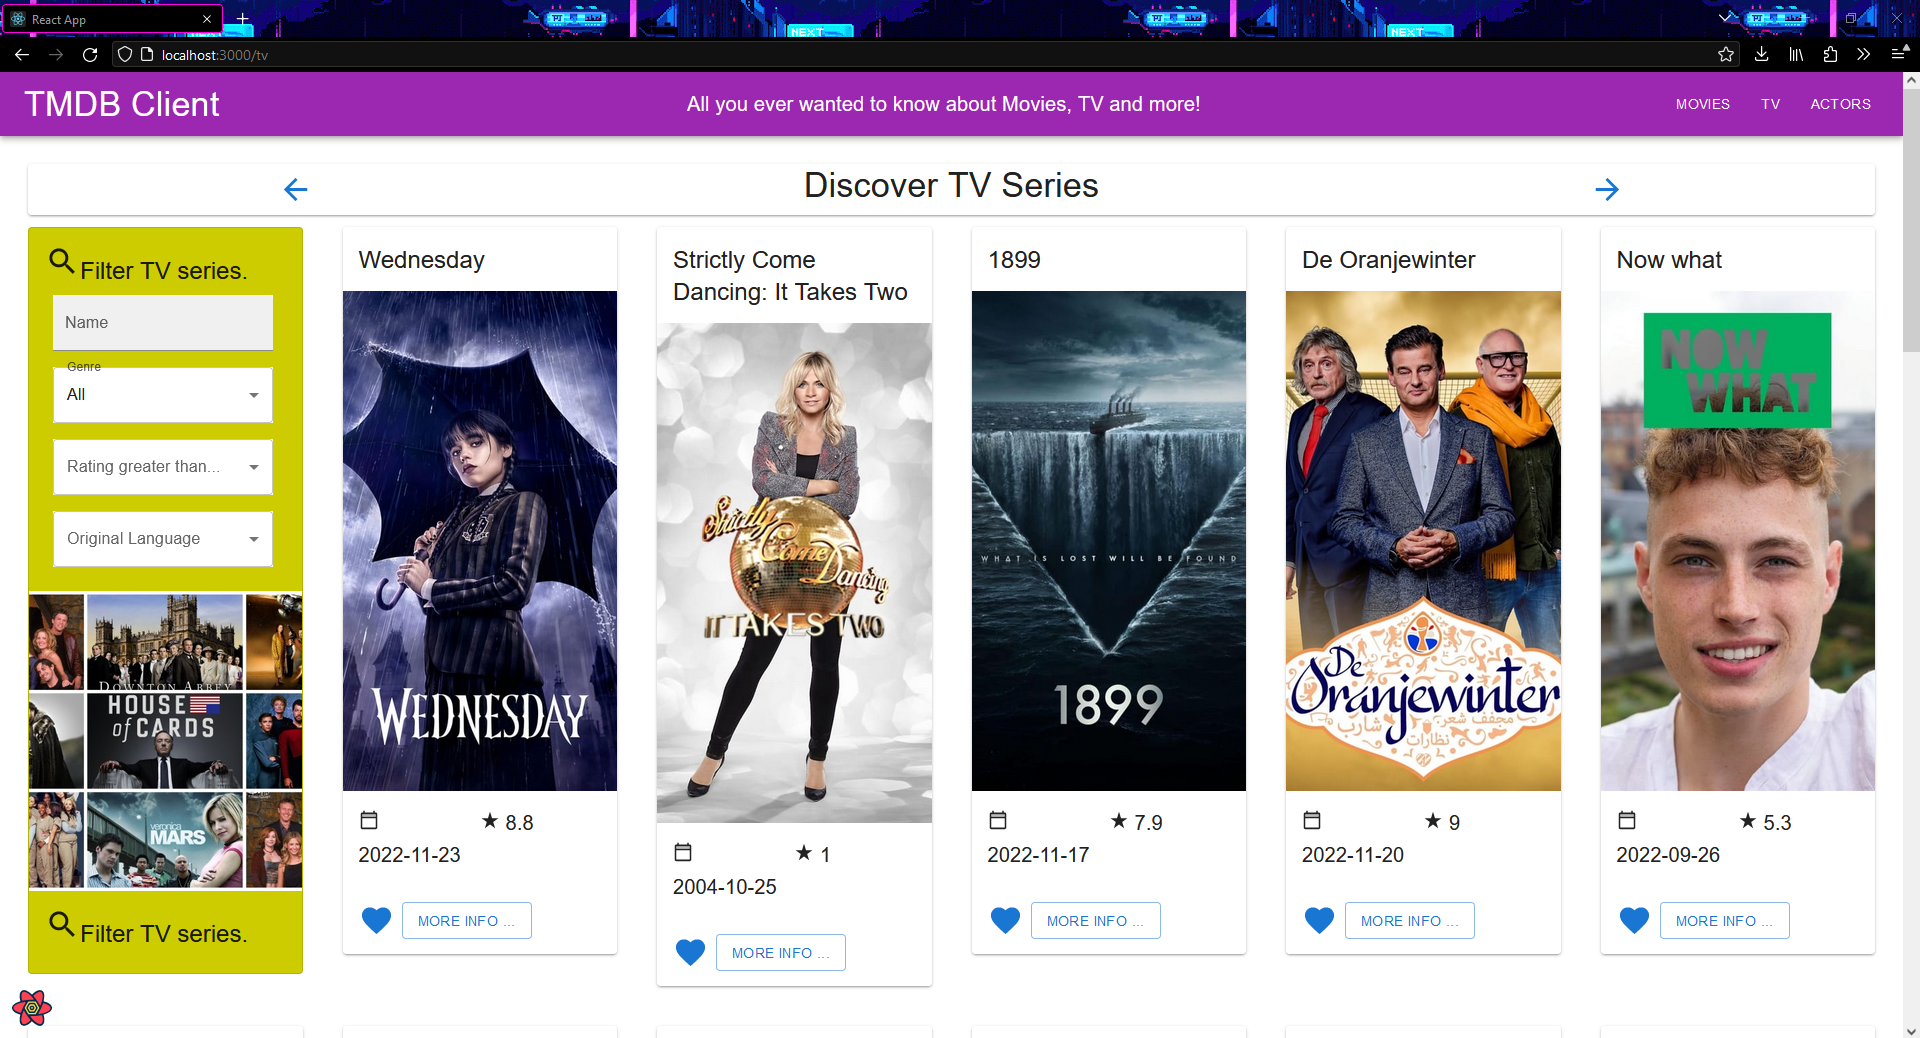 React App
NEXT
NEXT
NEXT
localhost:3000/tv
TMDB Client
All you ever wanted to know about Movies, TV and more!
MOVIES
TV
ACTORS
Discover TV Series
Filter TV series.
Name
Genre
All
Rating greater than...
Original Language
DOWNTON ABBEY
HOUSE
of CARDS
veronica
MARS
Filter TV series.
Wednesday
WEDNESDAY
8.8
2022-11-23
MORE INFO ...
Strictly Come
Dancing: It Takes Two
Strictly
Come
Dancing
IT TAKES TWO
1
2004-10-25
MORE INFO ...
1899
WHAT IS LOST WILL BE FOUND
1899
7.9
2022-11-17
MORE INFO ...
De Oranjewinter
De
Oranjewinter
9
2022-11-20
MORE INFO ...
Now what
NOW
WHAT
5.3
2022-09-26
MORE INFO ...